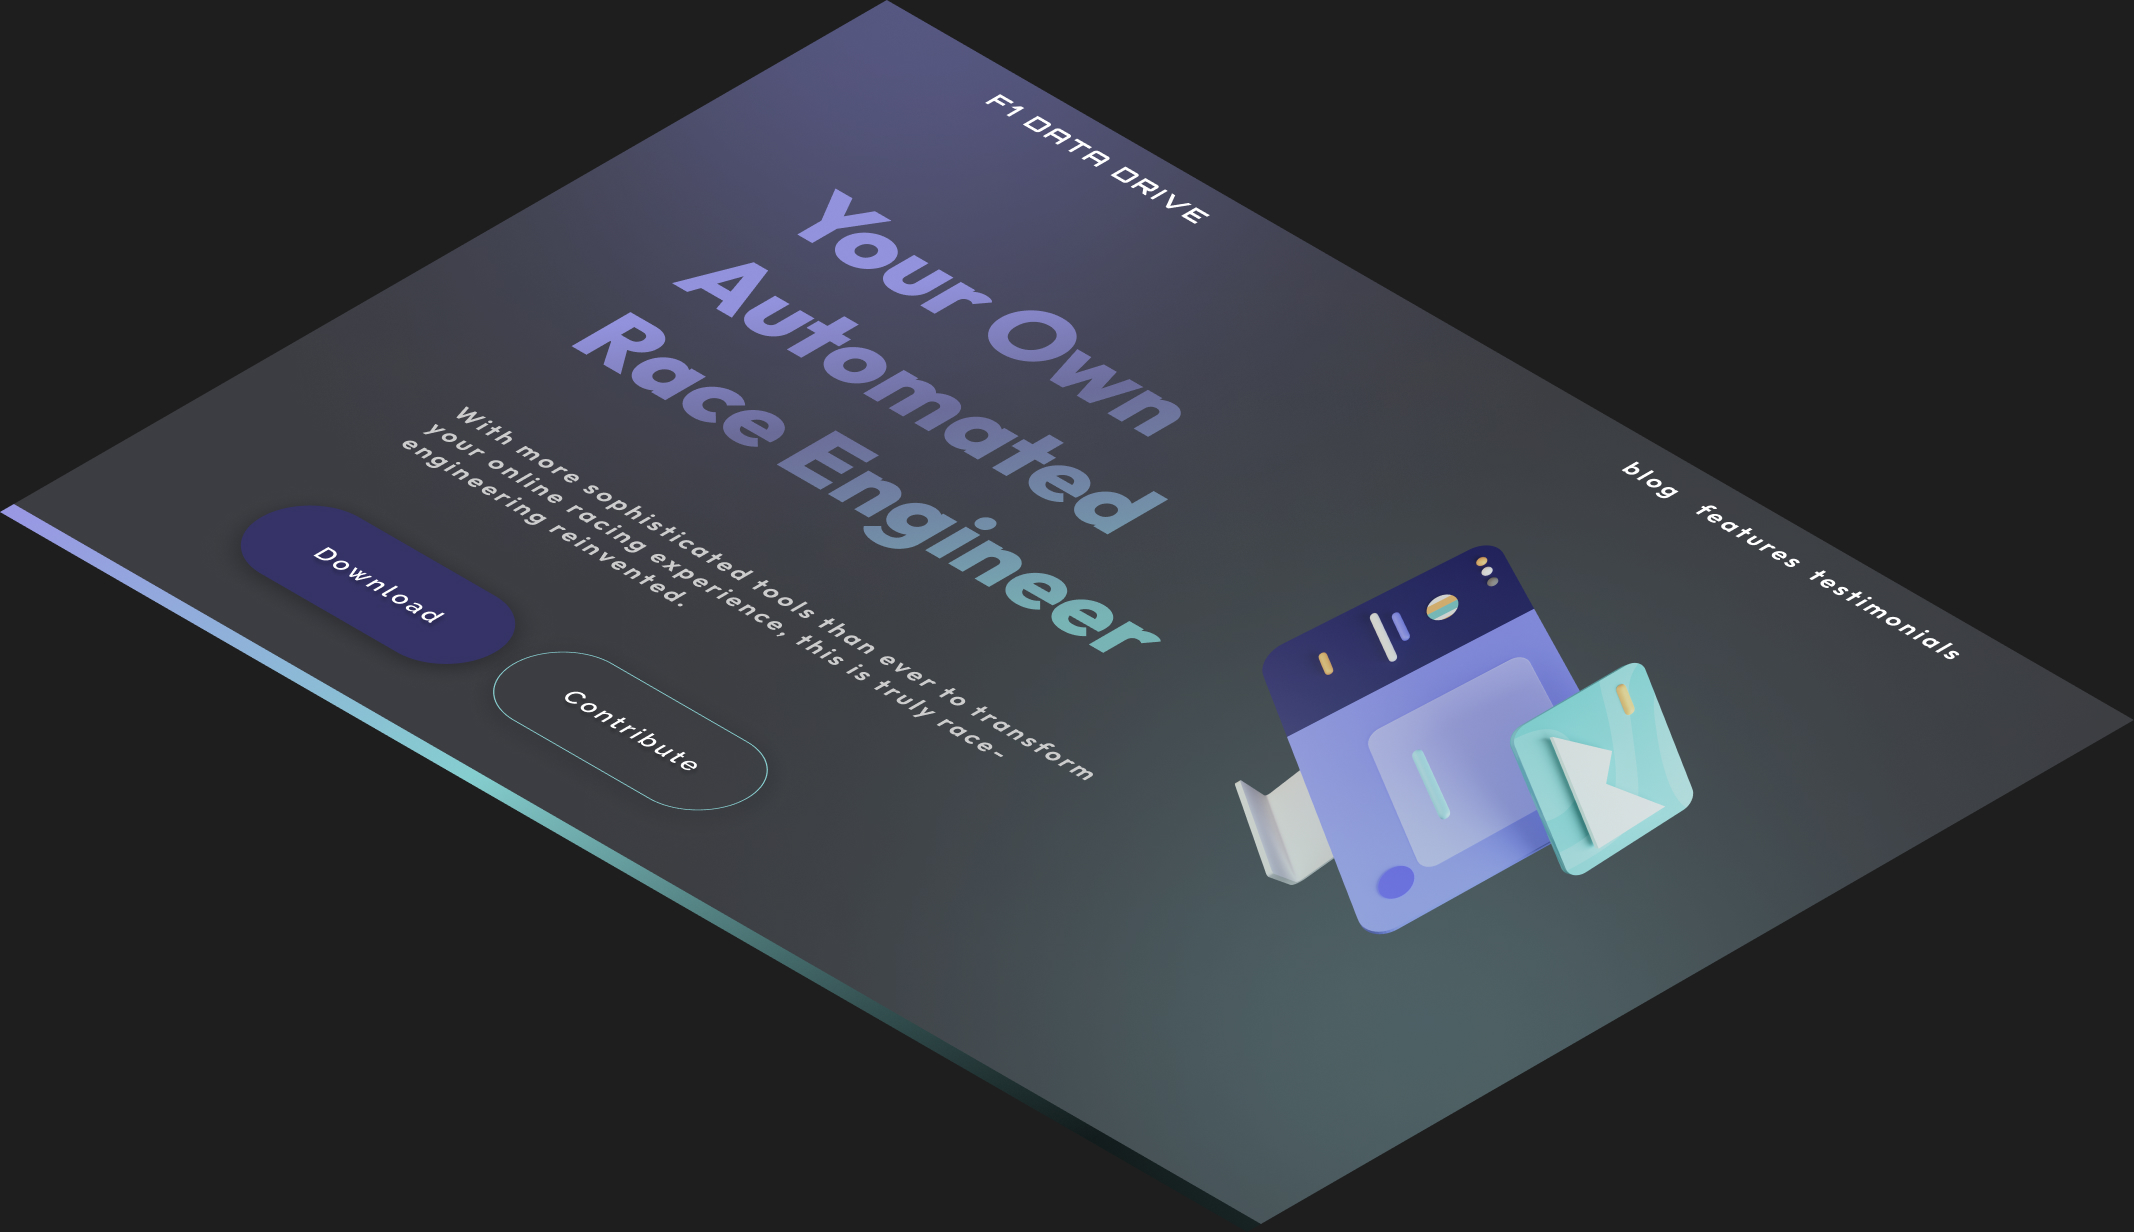 F1 DATA DRIVE
blog features testimonials
Your Own
Automated
Race Engineer
With more sophisticated tools than ever to transform
your online racing experience, this is truly race-
engineering reinvented.
Download
Contribute